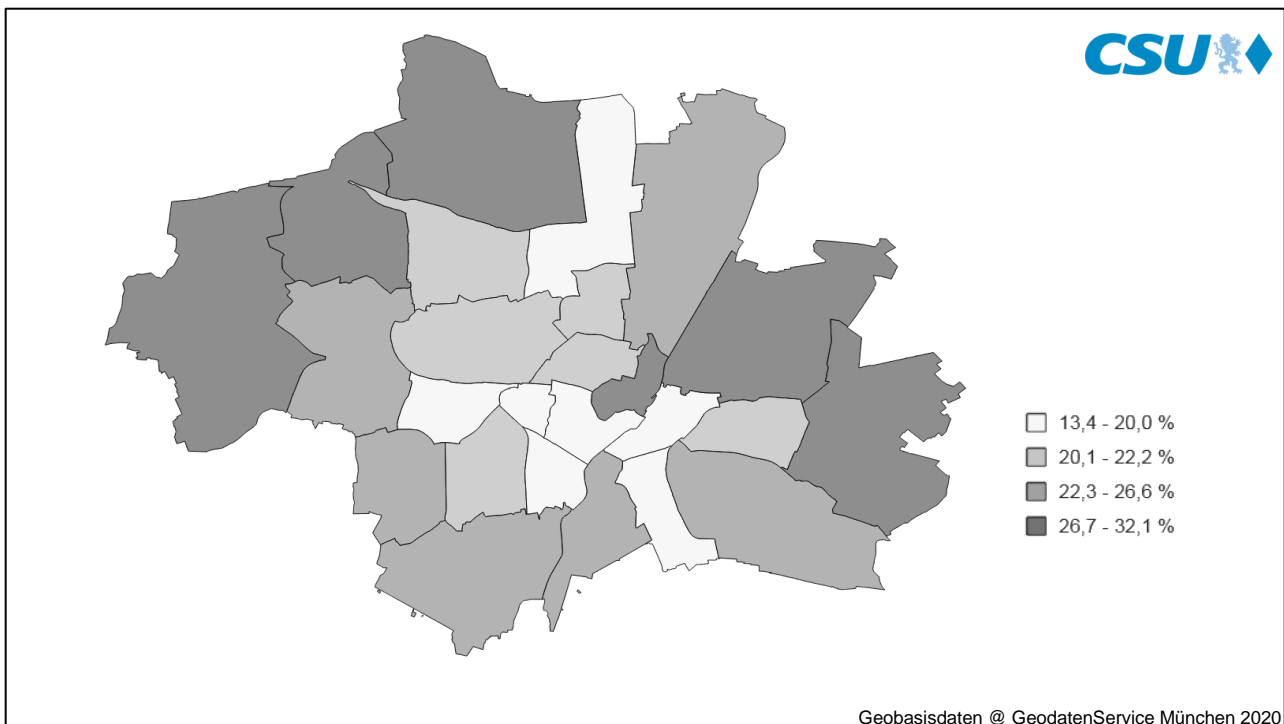 CSU
13,4 - 20,0 %
20,1 - 22,2 %
22,3 - 26,6 %
26,7 - 32,1 %
Geobasisdaten @ GeodatenService München 2020